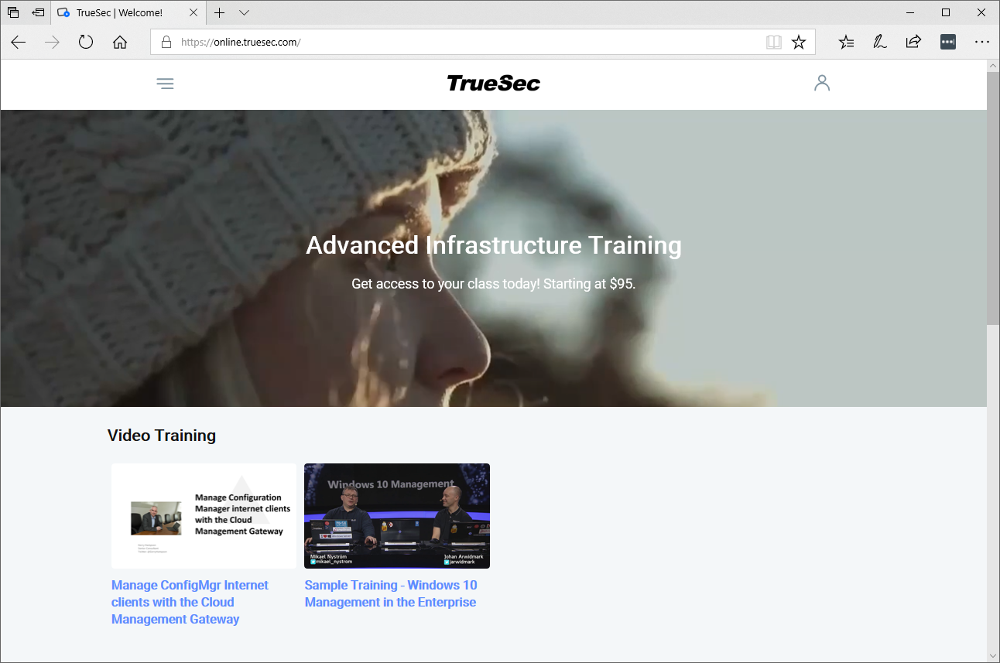 TrueSec | Welcome!
https://online.truesec.com/
TrueSec
Advanced Infrastructure Training
Get access to your class today! Starting at $95.
Video Training
Manage Configuration
Manager internet clients
with the Cloud
Management Gateway
Windows 10 Management
Mikael Nyström
@mikael_nystrom
Johan Arwidmark
@jarwidmark
Manage ConfigMgr Internet
clients with the Cloud
Management Gateway
Sample Training - Windows 10
Management in the Enterprise